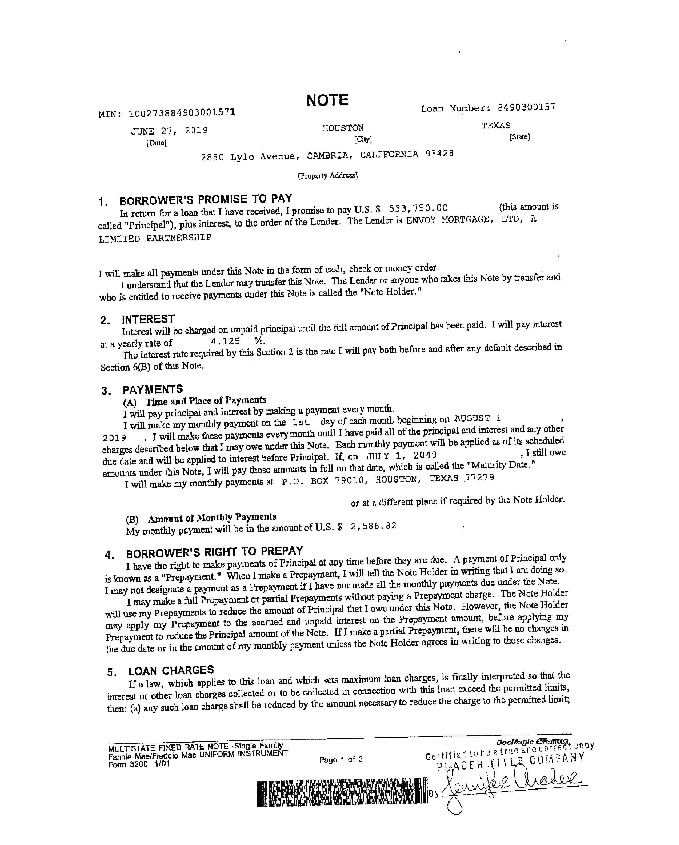 NOTE
MIN: 100273884903001571
Loan Number: 8490300157
JUNE 27, 2019
HOUSTON
TEXAS
[Date]
[City]
[State]
2850 Lylo Avenue, CAMBRIA, CALIFORNIA 93428
[Property Address]
1. BORROWER'S PROMISE TO PAY
In return for a loan that I have received, I promise to pay U.S. $ 533,750.00 (this amount is
called "Principal"), plus interest, to the order of the Lender. The Lender is ENVOY MORTGAGE, LTD, A
LIMITED PARTNERSHIP
I will make all payments under this Note in the form of cash, check or money order.
I understand that the Lender may transfer this Note. The Lender or anyone who takes this Note by transfer and
who is entitled to receive payments under this Note is called the "Note Holder."
2. INTEREST
Interest will be charged on unpaid principal until the full amount of Principal has been paid. I will pay interest
at a yearly rate of 4.125 %.
The interest rate required by this Section 2 is the rate I will pay both before and after any default described in
Section 6(B) of this Note.
3. PAYMENTS
(A) Time and Place of Payments
I will pay principal and interest by making a payment every month.
I will make my monthly payment on the 1st day of each month beginning on AUGUST 1 ,
2019 . I will make these payments every month until I have paid all of the principal and interest and any other
charges described below that I may owe under this Note. Each monthly payment will be applied as of its scheduled
due date and will be applied to interest before Principal. If, on JULY 1, 2049 , I still owe
amounts under this Note, I will pay those amounts in full on that date, which is called the "Maturity Date."
I will make my monthly payments at P.O. BOX 79010, HOUSTON, TEXAS 77279
or at a different place if required by the Note Holder.
(B) Amount of Monthly Payments
My monthly payment will be in the amount of U.S. $ 2,586.82 .
4. BORROWER'S RIGHT TO PREPAY
I have the right to make payments of Principal at any time before they are due. A payment of Principal only
is known as a "Prepayment." When I make a Prepayment, I will tell the Note Holder in writing that I am doing so.
I may not designate a payment as a Prepayment if I have not made all the monthly payments due under the Note.
I may make a full Prepayment or partial Prepayments without paying a Prepayment charge. The Note Holder
will use my Prepayments to reduce the amount of Principal that I owe under this Note. However, the Note Holder
may apply my Prepayment to the accrued and unpaid interest on the Prepayment amount, before applying my
Prepayment to reduce the Principal amount of the Note. If I make a partial Prepayment, there will be no changes in
the due date or in the amount of my monthly payment unless the Note Holder agrees in writing to those changes.
5. LOAN CHARGES
If a law, which applies to this loan and which sets maximum loan charges, is finally interpreted so that the
interest or other loan charges collected or to be collected in connection with this loan exceed the permitted limits,
then: (a) any such loan charge shall be reduced by the amount necessary to reduce the charge to the permitted limit;
MULTISTATE FIXED RATE NOTE -Single Family
Fannie Mae/Freddie Mac UNIFORM INSTRUMENT
Form 3200 1/01
Page 1 of 3
DocMagic
Certified to be a true and correct copy
PLACER TITLE COMPANY
By